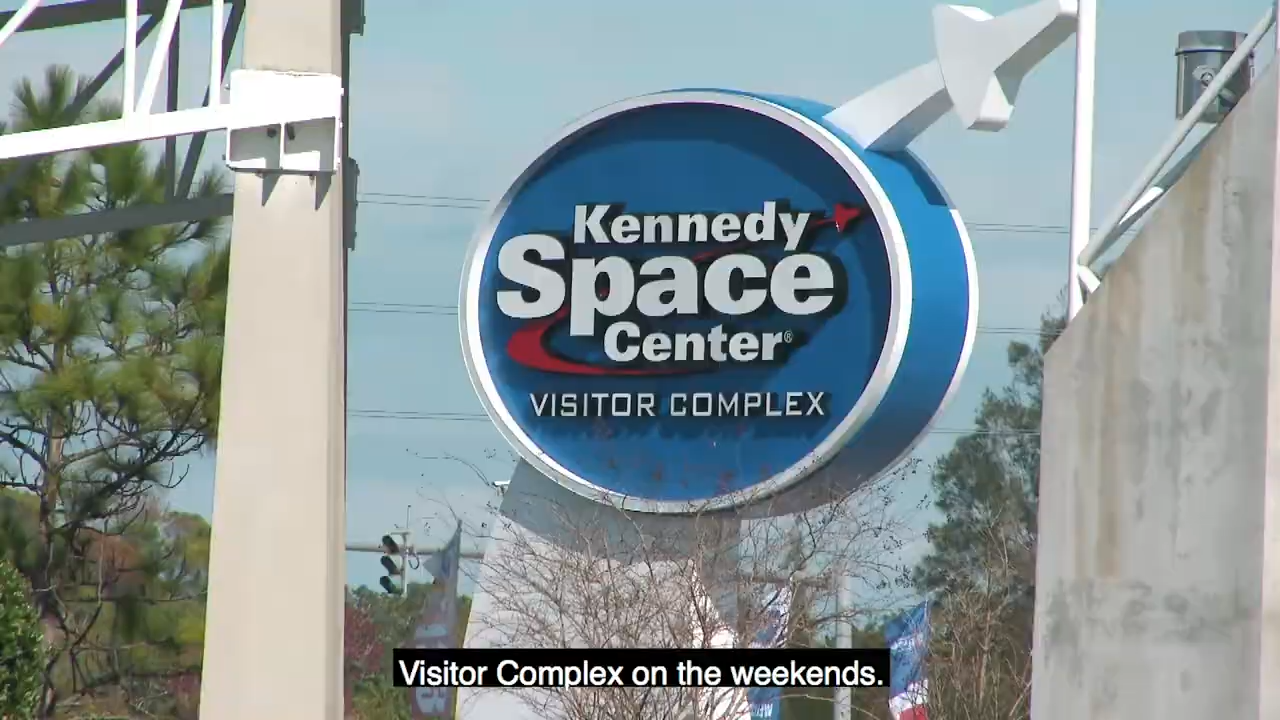 Kennedy
Space
Center®
VISITOR COMPLEX
Visitor Complex on the weekends.